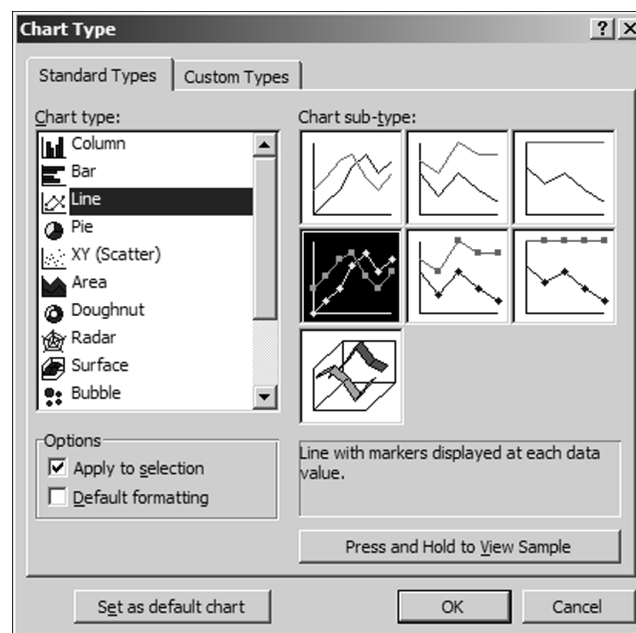 Chart Type
Standard Types
Custom Types
Chart type:
Column
Bar
Line
Pie
XY (Scatter)
Area
Doughnut
Radar
Surface
Bubble
Chart sub-type:
Line with markers displayed at each data
value.
Options
Apply to selection
Default formatting
Press and Hold to View Sample
Set as default chart
OK
Cancel